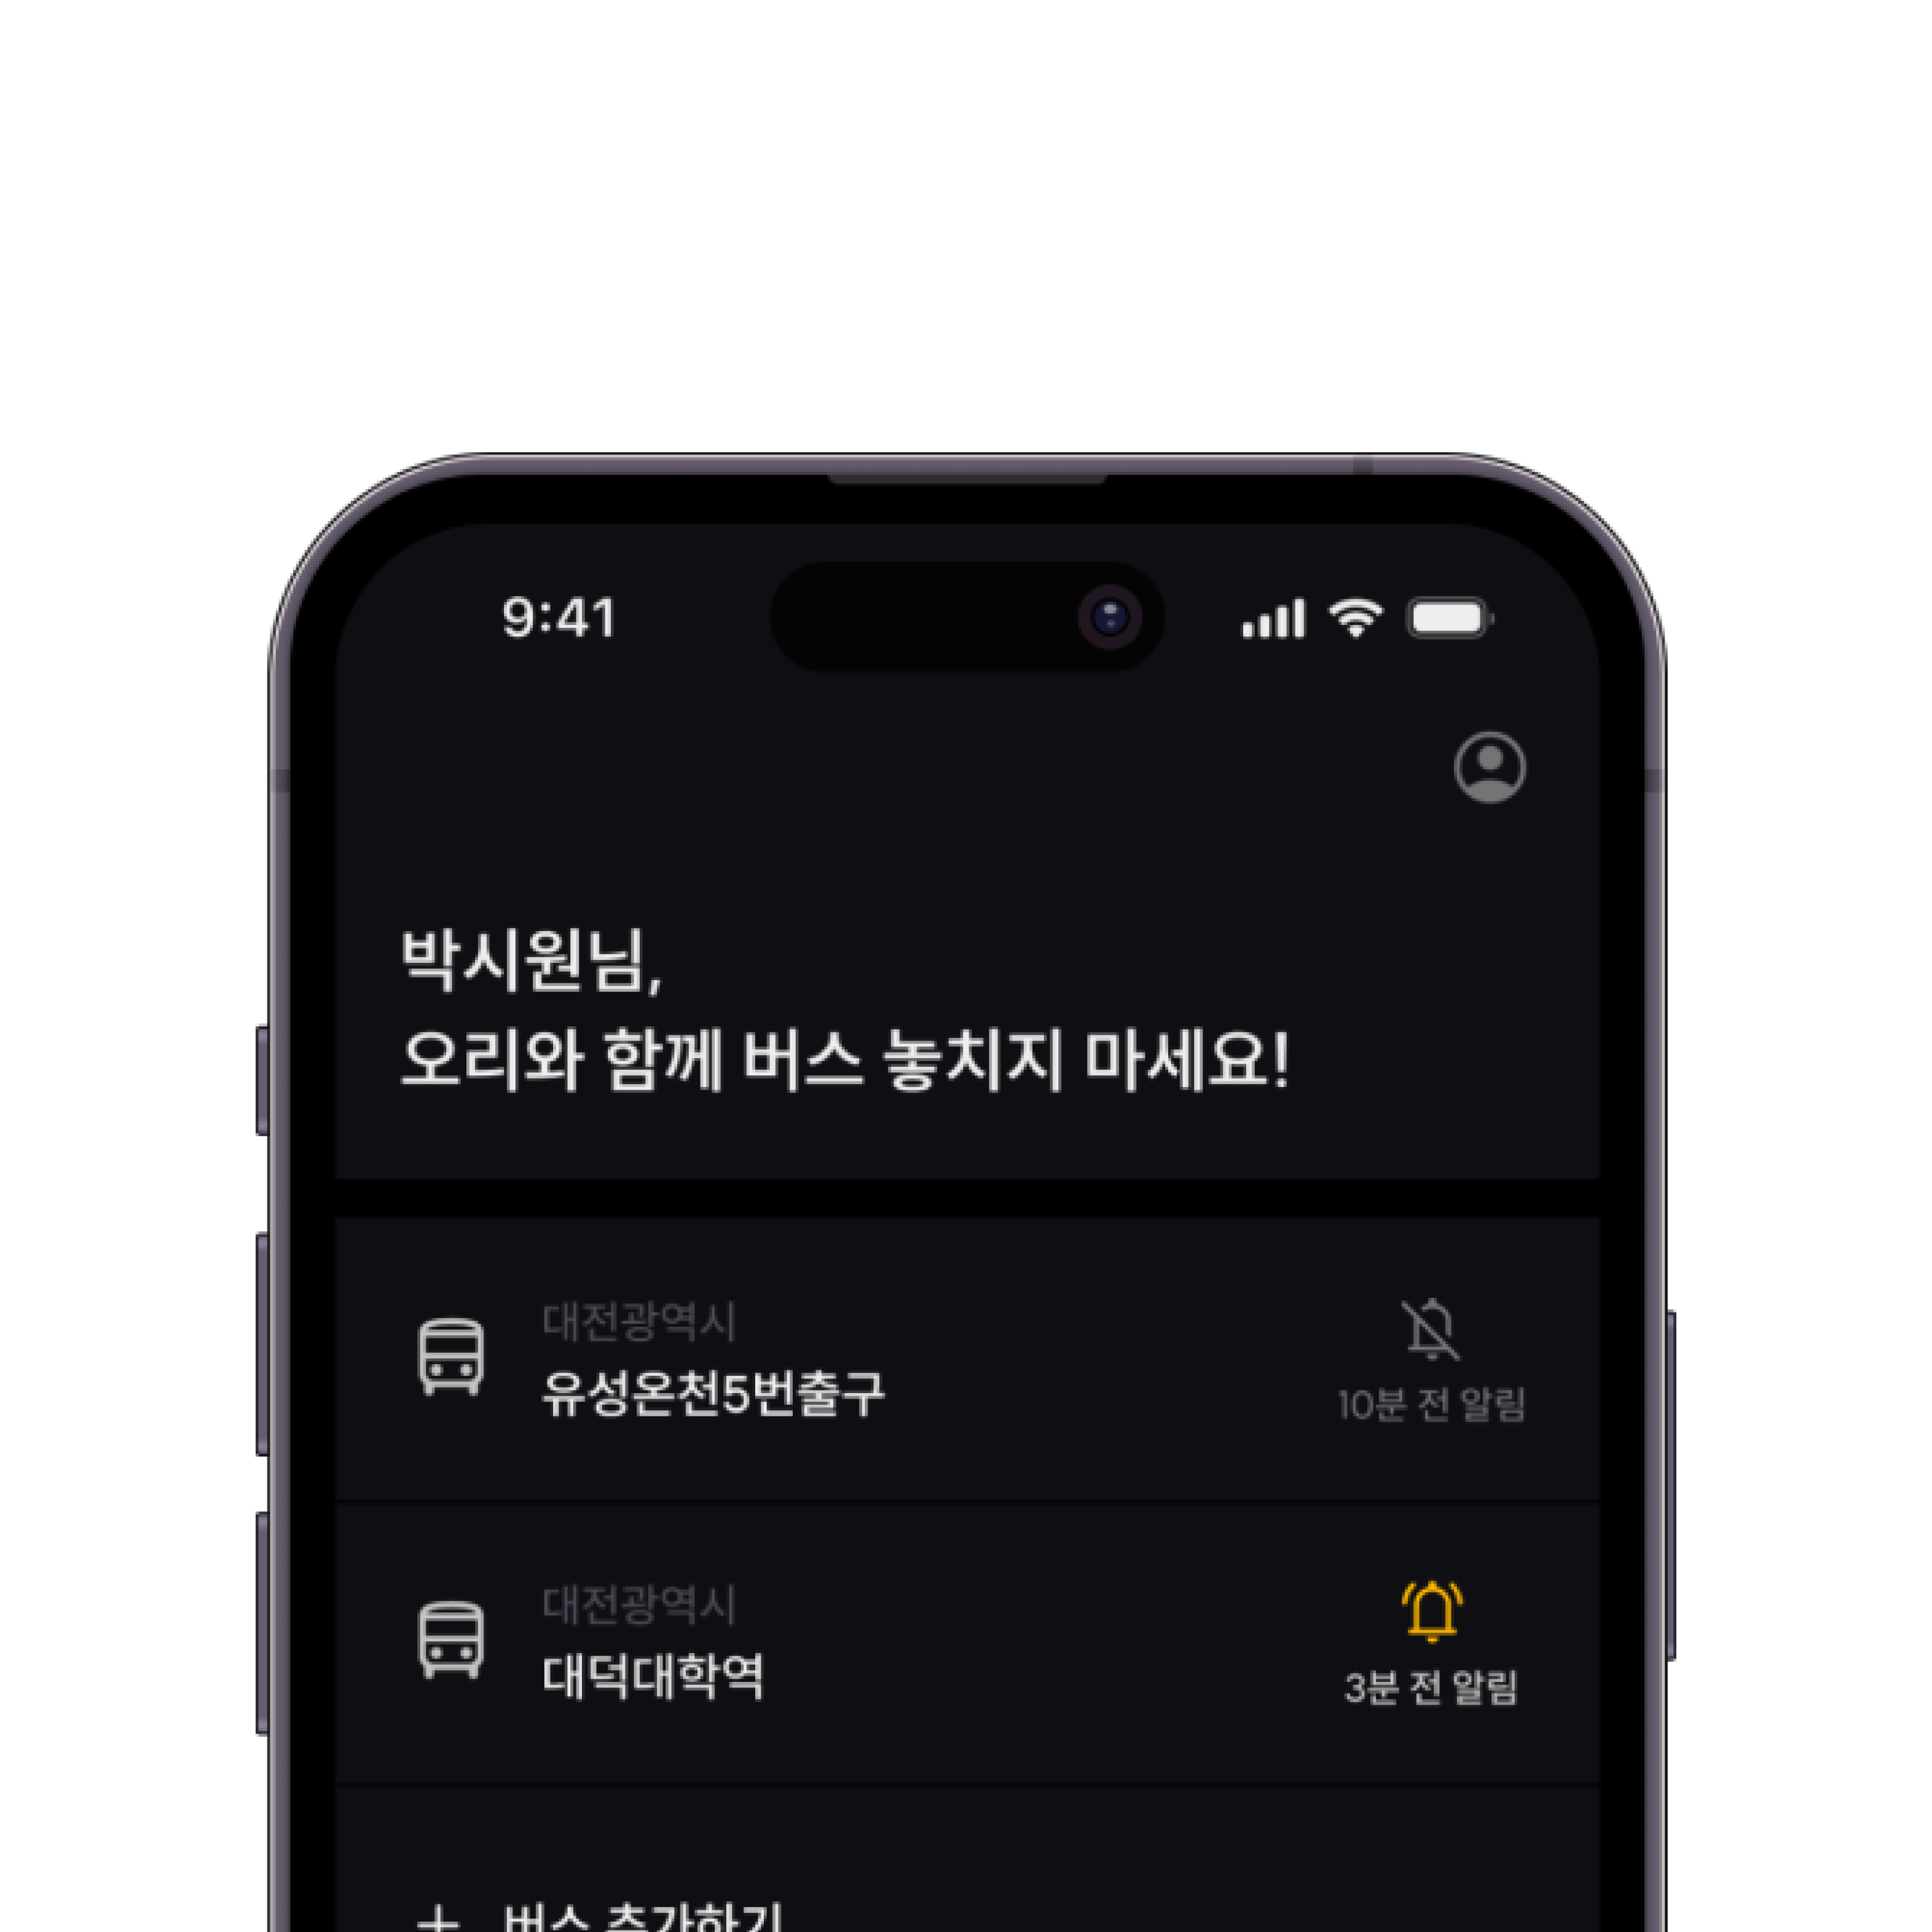 9:41
박시원님,
오리와 함께 버스 놓치지 마세요!
대전광역시
유성온천5번출구
10분 전 알림
대전광역시
대덕대학역
3분 전 알림
버스 추가하기